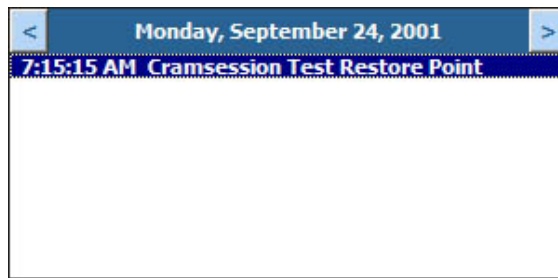 < Monday, September 24, 2001 >
7:15:15 AM Cramsession Test Restore Point